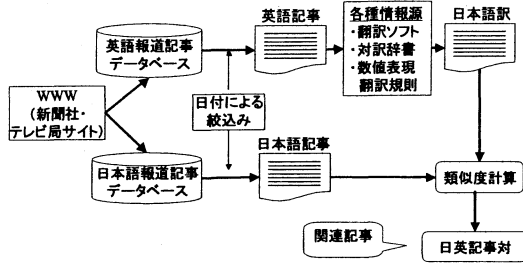 英語記事
各種情報源
・翻訳ソフト
・対訳辞書
・数値表現
翻訳規則
日本語訳
英語報道記事
データベース
WWW
(新聞社・
テレビ局サイト)
日付による
絞込み
日本語報道記事
データベース
日本語記事
類似度計算
関連記事
日英記事対